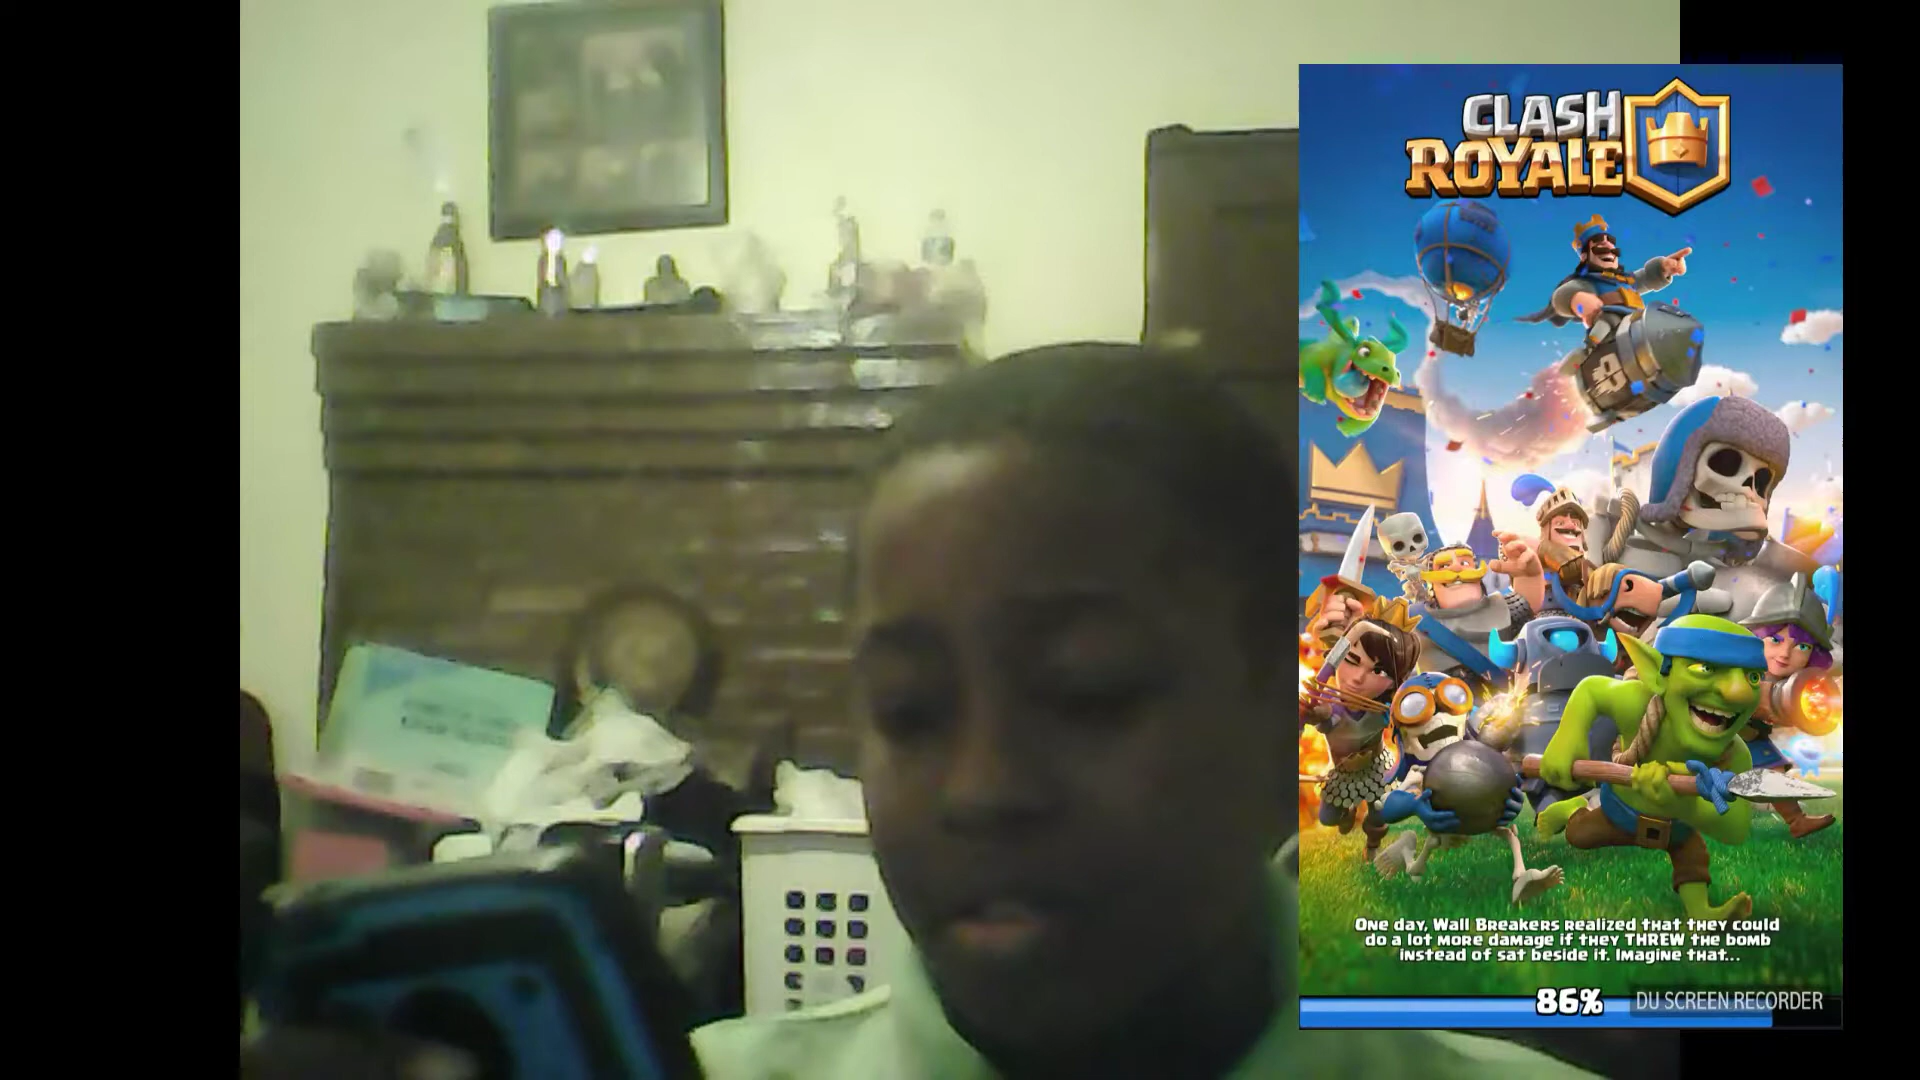 CLASH
ROYALE
One day, Wall Breakers realized that they could
do a lot more damage if they THREW the bomb
instead of sat beside it. Imagine that...
86%
DU SCREEN RECORDER